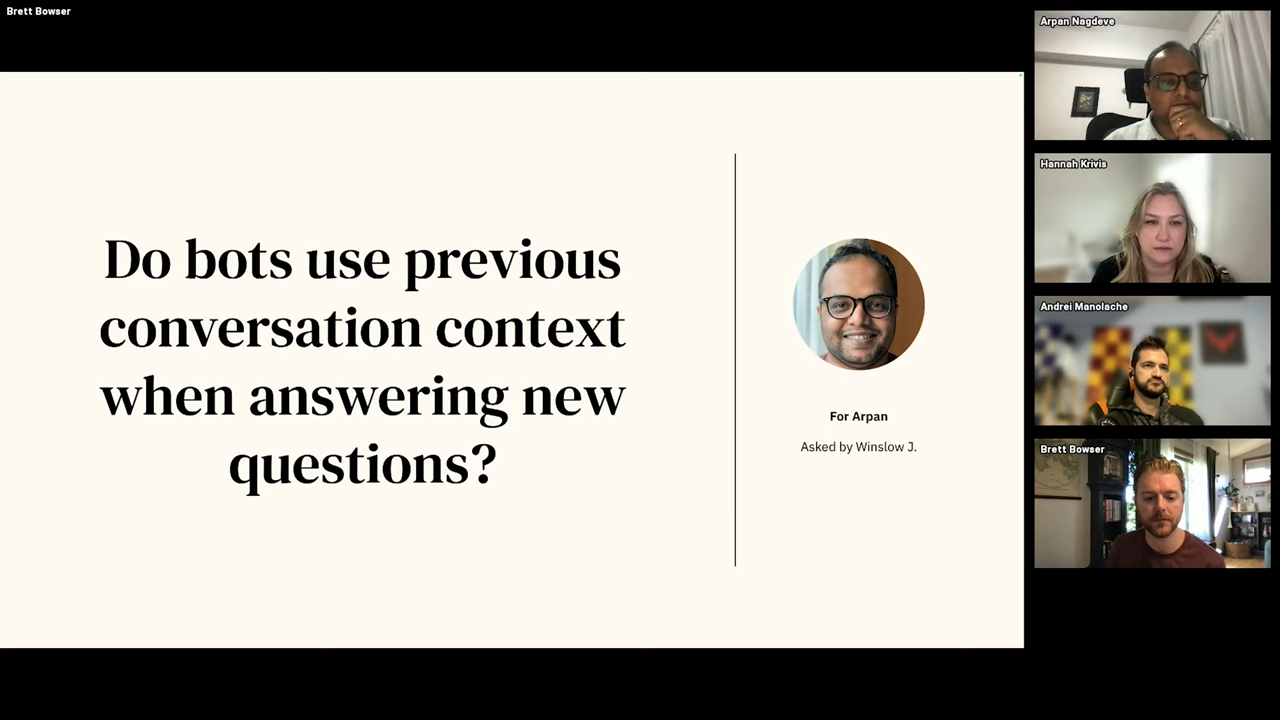 Brett Bowser
Do bots use previous
conversation context
when answering new
questions?
For Arpan
Asked by Winslow J.
Arpan Nagdeve
Hannah Krivis
Andrei Manolache
Brett Bowser